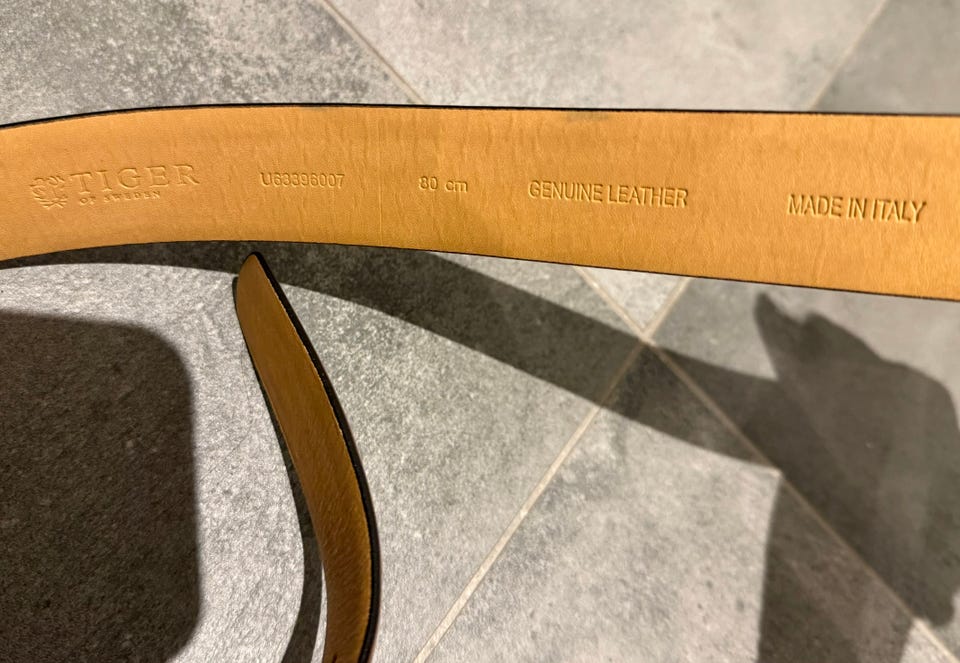 TIGER
OF SWEDEN
U63396007
80 cm
GENUINE LEATHER
MADE IN ITALY